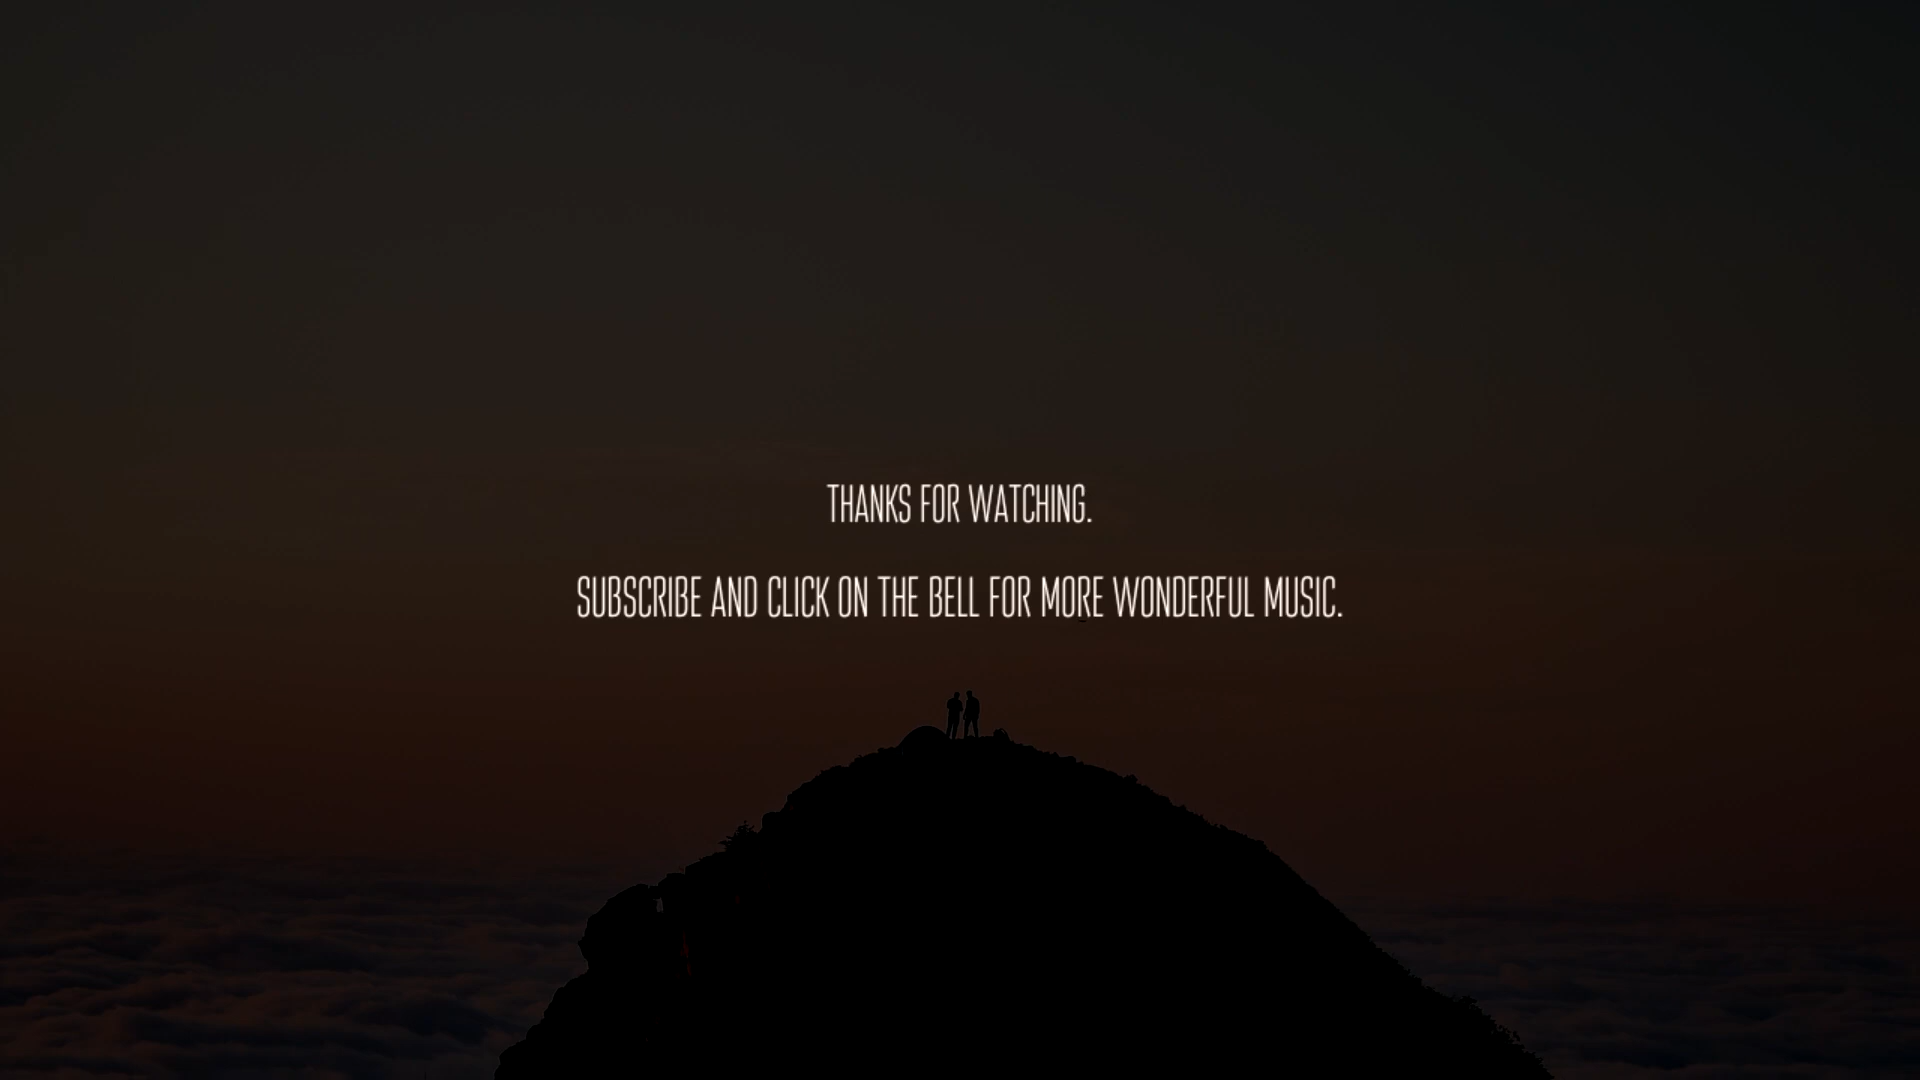 THANKS FOR WATCHING.
SUBSCRIBE AND CLICK ON THE BELL FOR MORE WONDERFUL MUSIC.